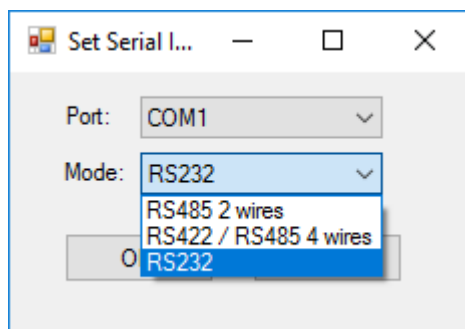 Set Serial I...
Port: COM1
Mode: RS232
RS485 2 wires
RS422 / RS485 4 wires
O RS232